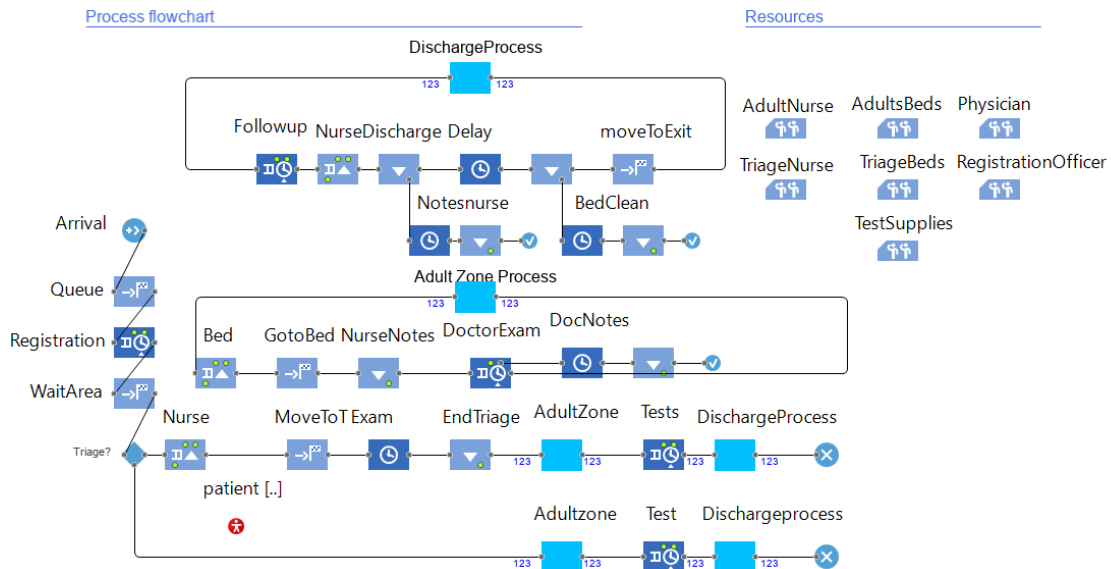 Process flowchart
Resources
DischargeProcess
123 123
Followup NurseDischarge Delay moveToExit
Notesnurse BedClean
AdultNurse AdultsBeds Physician
TriageNurse TriageBeds RegistrationOfficer
TestSupplies
Arrival
Queue
Registration
WaitArea
Triage?
Adult Zone Process
123 123
Bed GotoBed NurseNotes DoctorExam DocNotes
Nurse MoveToT Exam EndTriage AdultZone Tests DischargeProcess
123 123 123 123
patient [..]
Adultzone Test Dischargeprocess
123 123 123 123